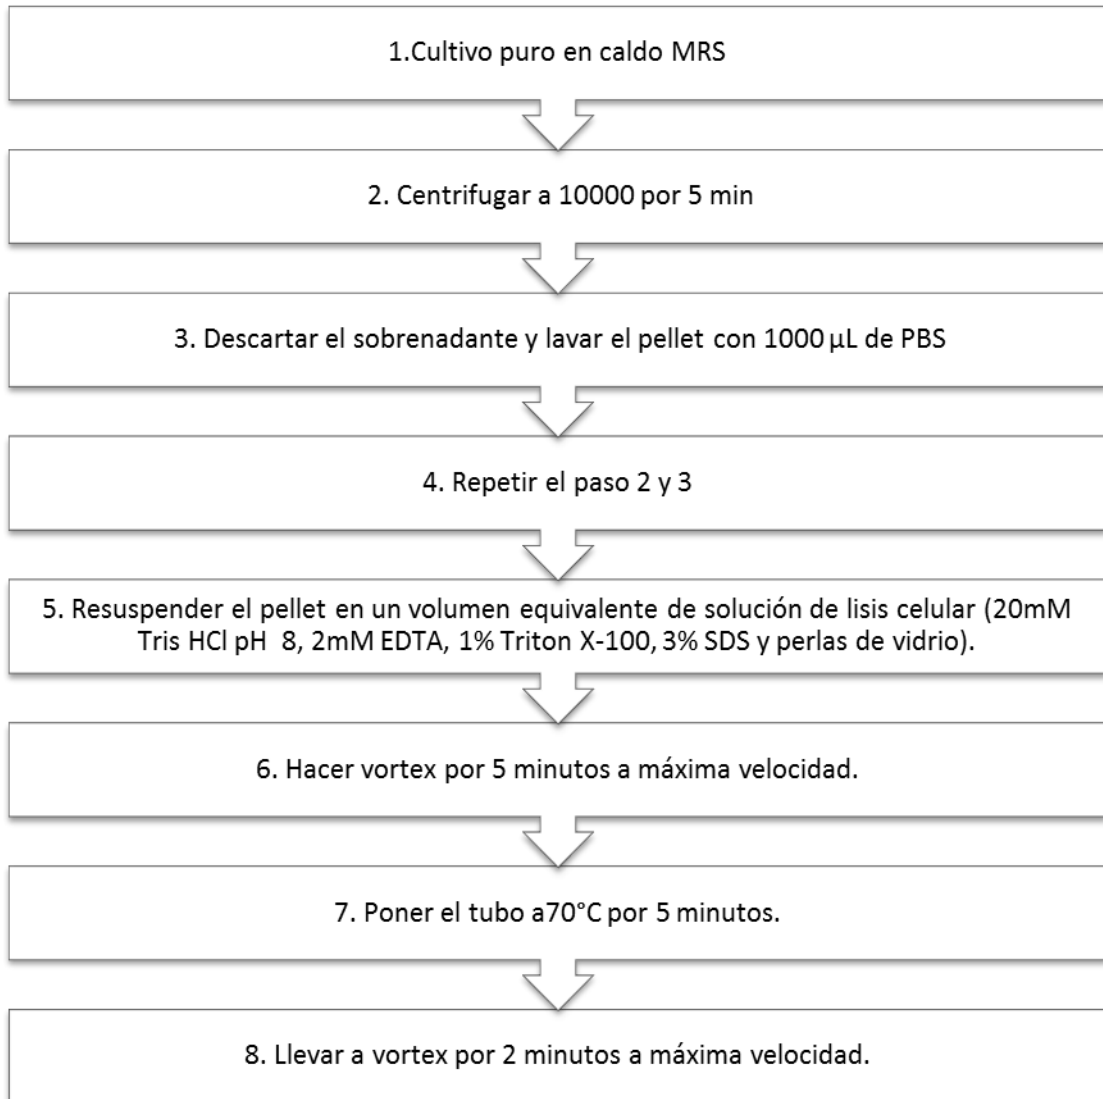 1.Cultivo puro en caldo MRS
2. Centrifugar a 10000 por 5 min
3. Descartar el sobrenadante y lavar el pellet con 1000 µL de PBS
4. Repetir el paso 2 y 3
5. Resuspender el pellet en un volumen equivalente de solución de lisis celular (20mM
Tris HCl pH 8, 2mM EDTA, 1% Triton X-100, 3% SDS y perlas de vidrio).
6. Hacer vortex por 5 minutos a máxima velocidad.
7. Poner el tubo a70°C por 5 minutos.
8. Llevar a vortex por 2 minutos a máxima velocidad.